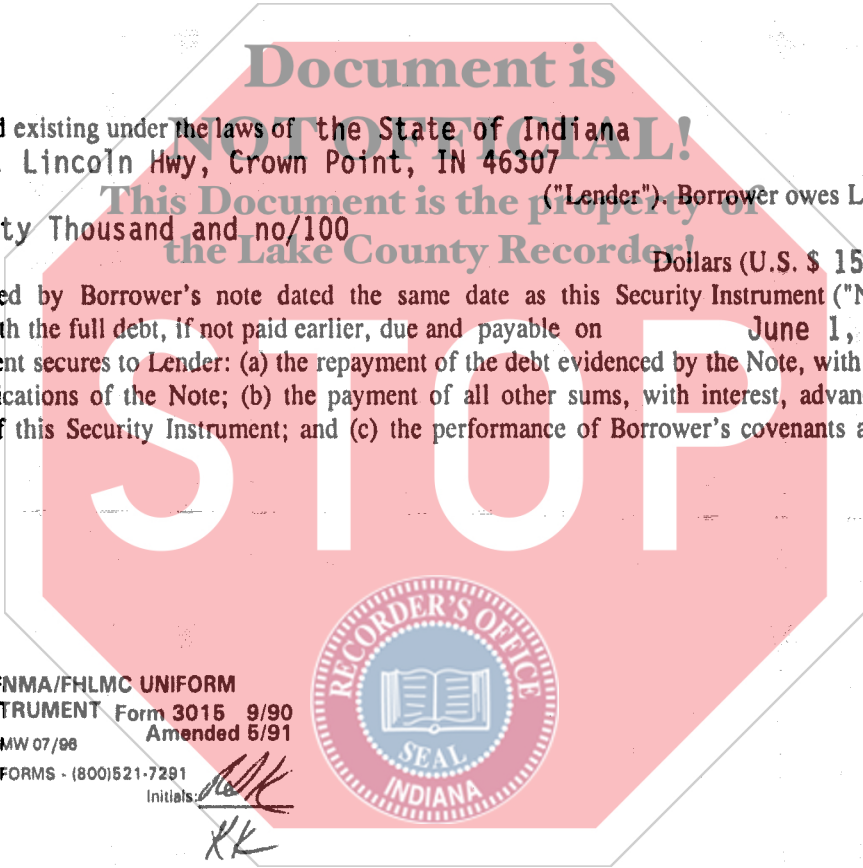 Document is
NOT OFFICIAL!
This Document is the property of
the Lake County Recorder!
STOP
existing under the laws of the State of Indiana
. Lincoln Hwy, Crown Point, IN 46307
("Lender"). Borrower owes L
ty Thousand and no/100
Dollars (U.S. $ 15
ed by Borrower's note dated the same date as this Security Instrument ("N
th the full debt, if not paid earlier, due and payable on June 1,
ent secures to Lender: (a) the repayment of the debt evidenced by the Note, with
ications of the Note; (b) the payment of all other sums, with interest, advan
f this Security Instrument; and (c) the performance of Borrower's covenants a
RECORDER'S OFFICE
SEAL
INDIANA
FNMA/FHLMC UNIFORM
TRUMENT Form 3015 9/90
Amended 5/91
MW 07/96
FORMS - (800)521-7291
Initials:
KK